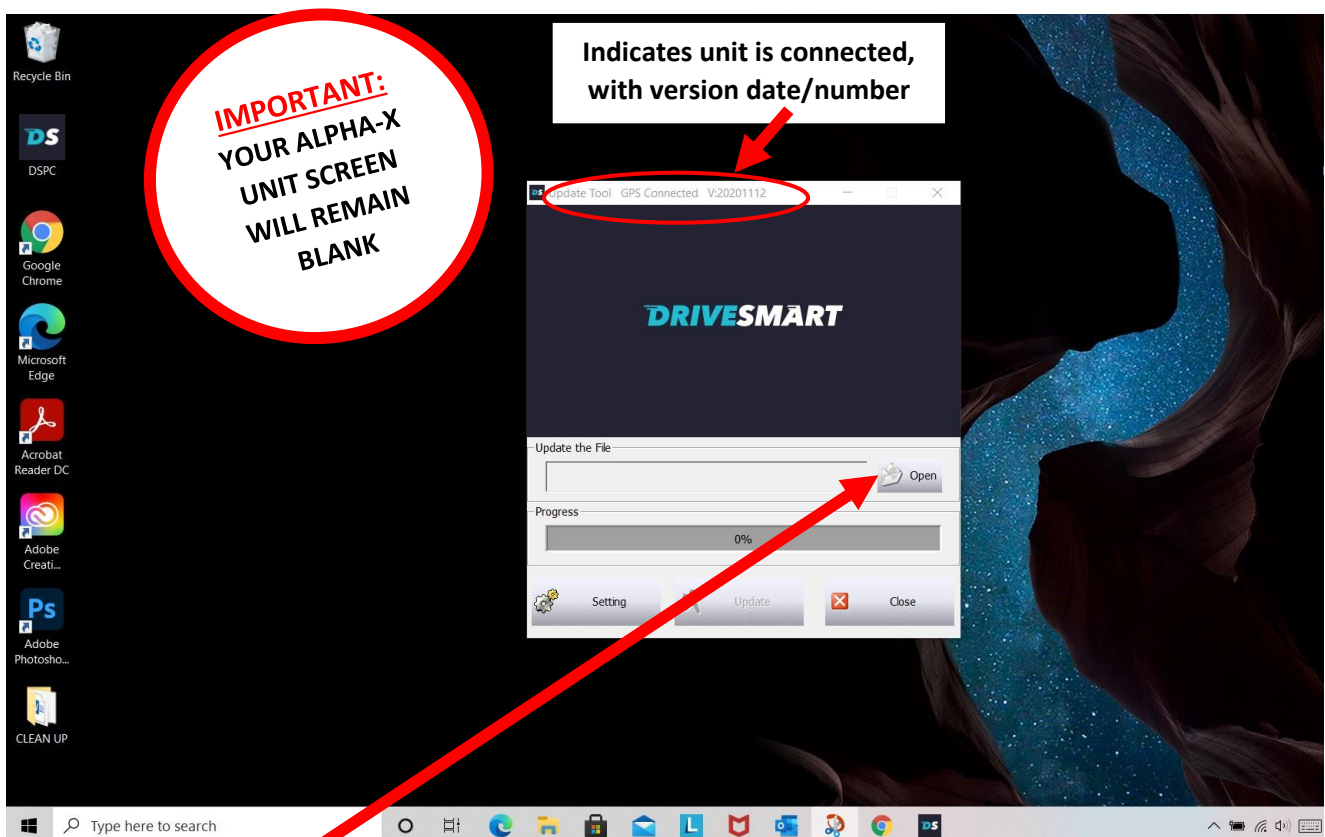 Recycle Bin
DS
DSPC
Google
Chrome
Microsoft
Edge
Acrobat
Reader DC
Adobe
Creati...
Ps
Adobe
Photosho...
CLEAN UP
IMPORTANT:
YOUR ALPHA-X
UNIT SCREEN
WILL REMAIN
BLANK
Indicates unit is connected,
with version date/number
DS Update Tool GPS Connected V:20201112
DRIVESMART
Update the File
Open
Progress
0%
Setting
Update
Close
Type here to search
L
DS